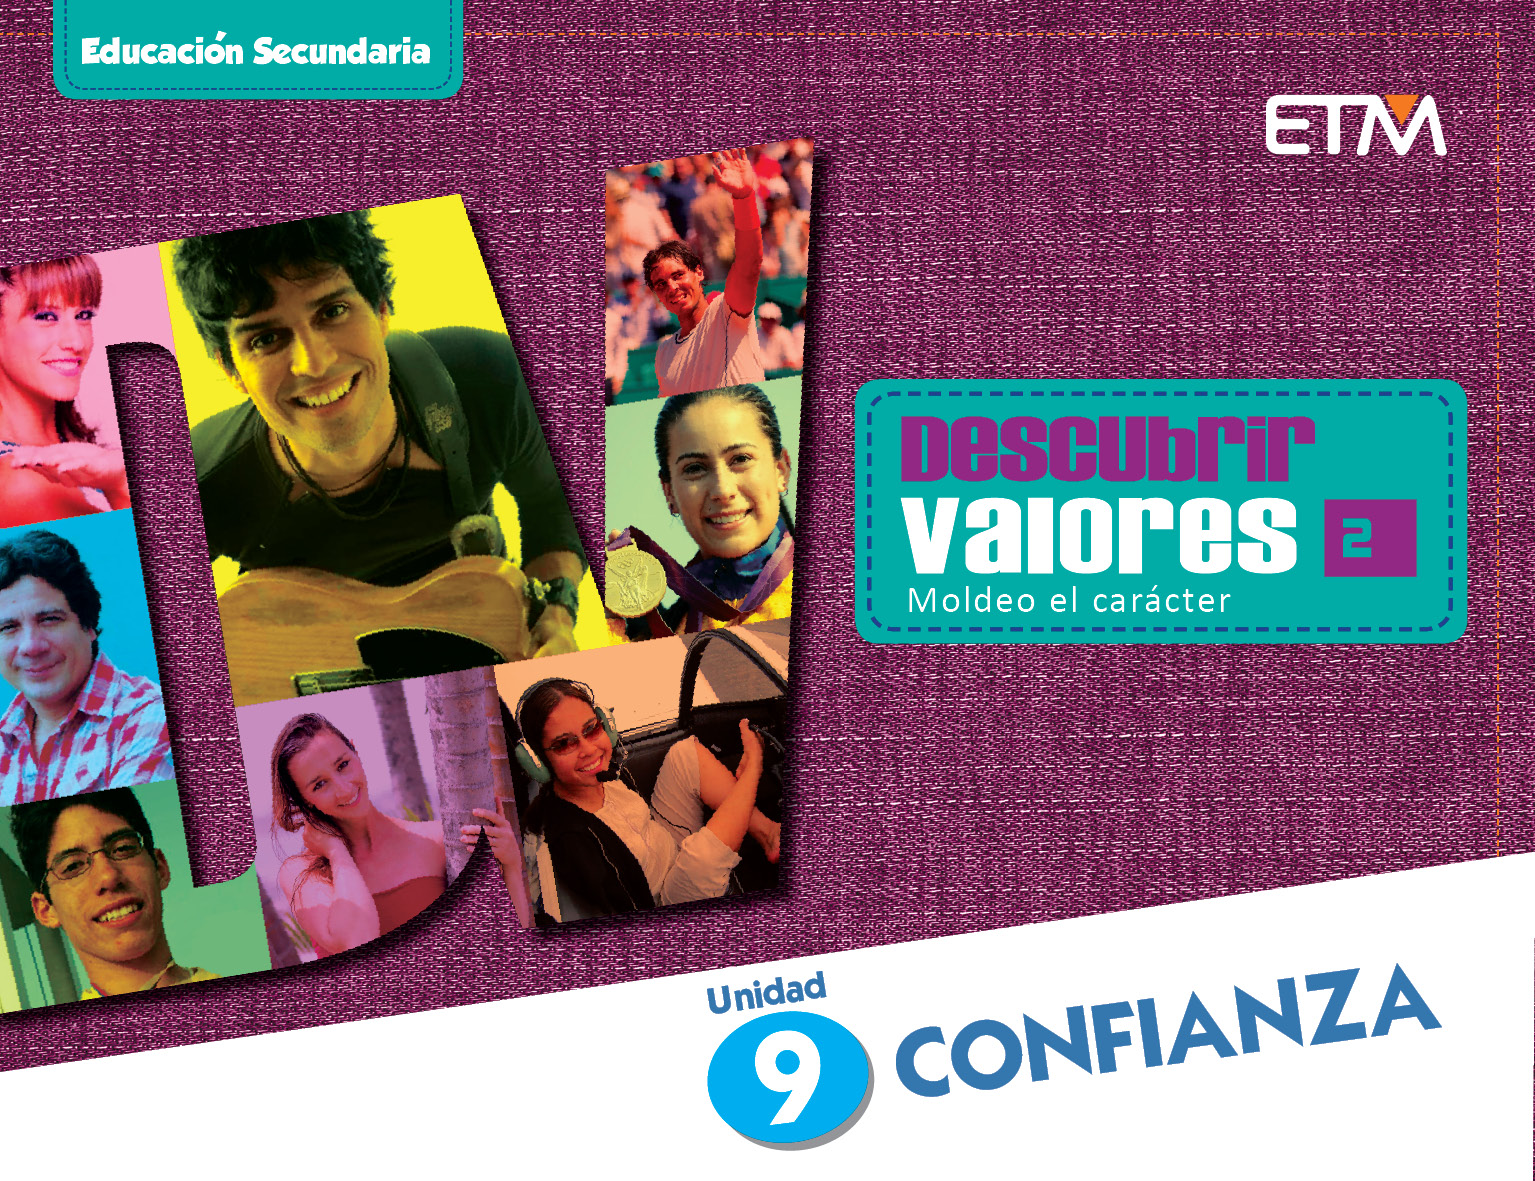 Educación Secundaria
ETM
Descubrir
valores 2
Moldeo el carácter
Unidad
9 CONFIANZA